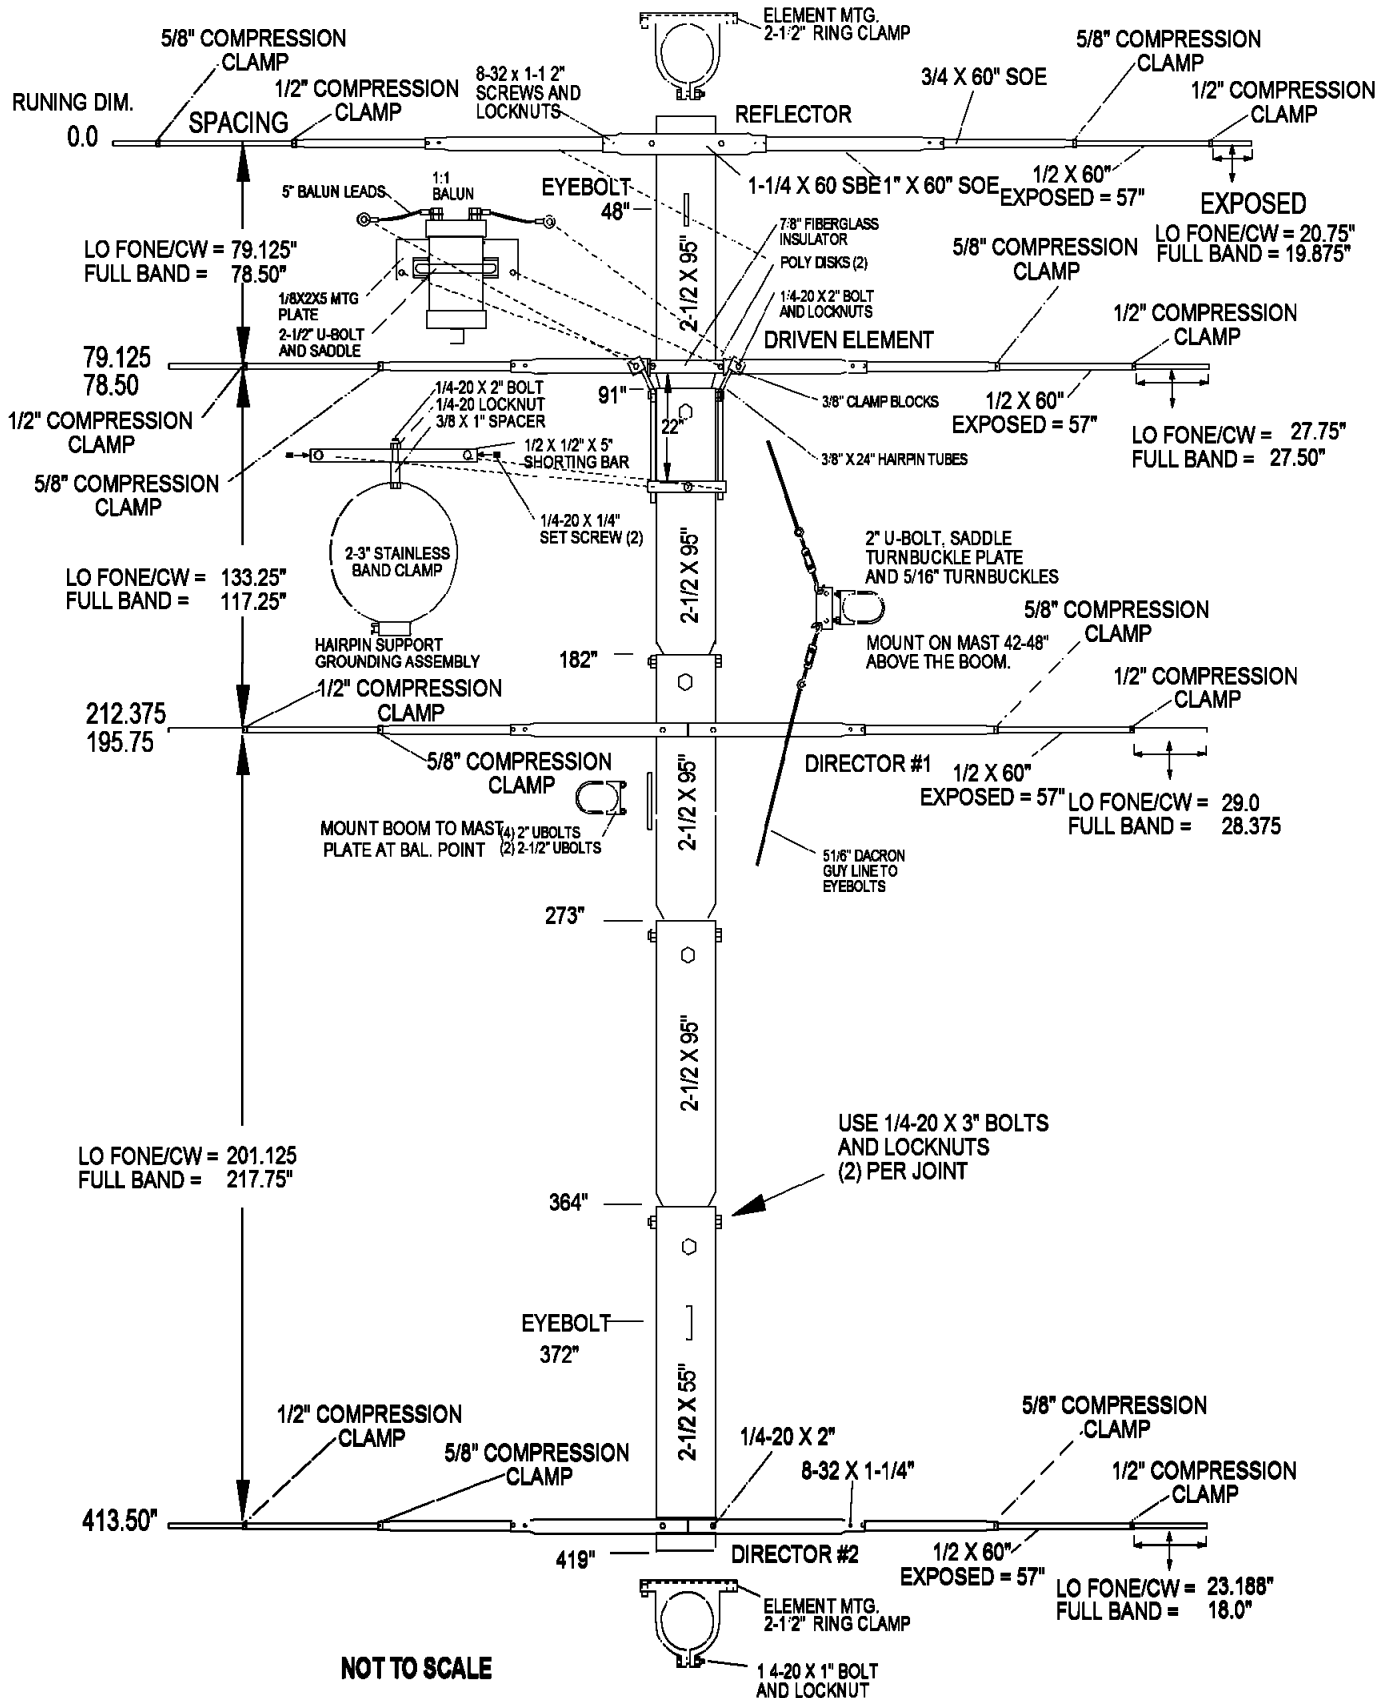 ELEMENT MTG.
2-1/2" RING CLAMP
5/8" COMPRESSION
CLAMP
1/2" COMPRESSION
CLAMP
8-32 x 1-1 2"
SCREWS AND
LOCKNUTS
REFLECTOR
3/4 X 60" SOE
5/8" COMPRESSION
CLAMP
1/2" COMPRESSION
CLAMP
RUNING DIM.
0.0
SPACING
5" BALUN LEADS
1:1
BALUN
EYEBOLT
48"
1-1/4 X 60 SBE
1" X 60" SOE
1/2 X 60"
EXPOSED = 57"
EXPOSED
LO FONE/CW = 20.75"
FULL BAND = 19.875"
LO FONE/CW = 79.125"
FULL BAND = 78.50"
1/8X2X5 MTG
PLATE
2-1/2" U-BOLT
AND SADDLE
2-1/2 X 95"
7/8" FIBERGLASS
INSULATOR
POLY DISKS (2)
1/4-20 X 2" BOLT
AND LOCKNUTS
5/8" COMPRESSION
CLAMP
1/2" COMPRESSION
CLAMP
DRIVEN ELEMENT
79.125
78.50
1/2" COMPRESSION
CLAMP
5/8" COMPRESSION
CLAMP
1/4-20 X 2" BOLT
1/4-20 LOCKNUT
3/8 X 1" SPACER
1/2 X 1/2" X 5"
SHORTING BAR
91"
22"
3/8" CLAMP BLOCKS
3/8" X 24" HAIRPIN TUBES
1/2 X 60"
EXPOSED = 57"
LO FONE/CW = 27.75"
FULL BAND = 27.50"
1/4-20 X 1/4"
SET SCREW (2)
2-3" STAINLESS
BAND CLAMP
HAIRPIN SUPPORT
GROUNDING ASSEMBLY
2-1/2 X 95"
2" U-BOLT, SADDLE
TURNBUCKLE PLATE
AND 5/16" TURNBUCKLES
MOUNT ON MAST 42-48"
ABOVE THE BOOM.
LO FONE/CW = 133.25"
FULL BAND = 117.25"
182"
5/8" COMPRESSION
CLAMP
1/2" COMPRESSION
CLAMP
1/2" COMPRESSION
CLAMP
212.375
195.75
5/8" COMPRESSION
CLAMP
DIRECTOR #1
1/2 X 60"
EXPOSED = 57"
LO FONE/CW = 29.0
FULL BAND = 28.375
2-1/2 X 95"
MOUNT BOOM TO MAST
PLATE AT BAL. POINT
(4) 2" UBOLTS
(2) 2-1/2" UBOLTS
51/6" DACRON
GUY LINE TO
EYEBOLTS
273"
2-1/2 X 95"
USE 1/4-20 X 3" BOLTS
AND LOCKNUTS
(2) PER JOINT
LO FONE/CW = 201.125
FULL BAND = 217.75"
364"
EYEBOLT
372"
2-1/2 X 55"
1/2" COMPRESSION
CLAMP
5/8" COMPRESSION
CLAMP
1/4-20 X 2"
8-32 X 1-1/4"
5/8" COMPRESSION
CLAMP
1/2" COMPRESSION
CLAMP
413.50"
419"
DIRECTOR #2
1/2 X 60"
EXPOSED = 57"
LO FONE/CW = 23.188"
FULL BAND = 18.0"
ELEMENT MTG.
2-1/2" RING CLAMP
1 4-20 X 1" BOLT
AND LOCKNUT
NOT TO SCALE